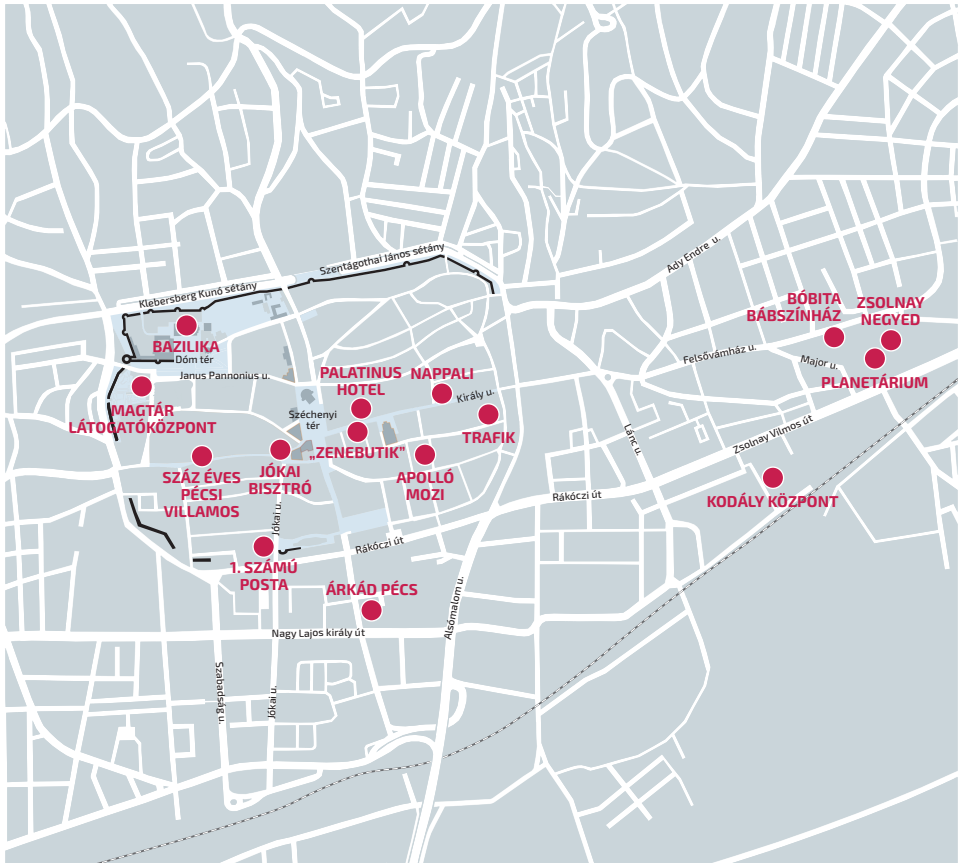 Ady Endre u.
Szentágothai János sétány
Klebersberg Kunó sétány
BÓBITA
BÁBSZÍNHÁZ
ZSOLNAY
NEGYED
BAZILIKA
Dóm tér
Felsővámház u.
Major u.
PLANETÁRIUM
Janus Pannonius u.
PALATINUS
HOTEL
NAPPALI
Király u.
MAGTÁR
LÁTOGATÓKÖZPONT
Széchenyi
tér
TRAFIK
Lánc u.
Zsolnay Vilmos út
„ZENEBUTIK”
SZÁZ ÉVES
PÉCSI
VILLAMOS
JÓKAI
BISZTRÓ
APOLLÓ
MOZI
KODÁLY KÖZPONT
Rákóczi út
Jókai u.
Rákóczi út
1. SZÁMÚ
POSTA
ÁRKÁD PÉCS
Alsómalom u.
Nagy Lajos király út
Szabadság u.
Jókai u.